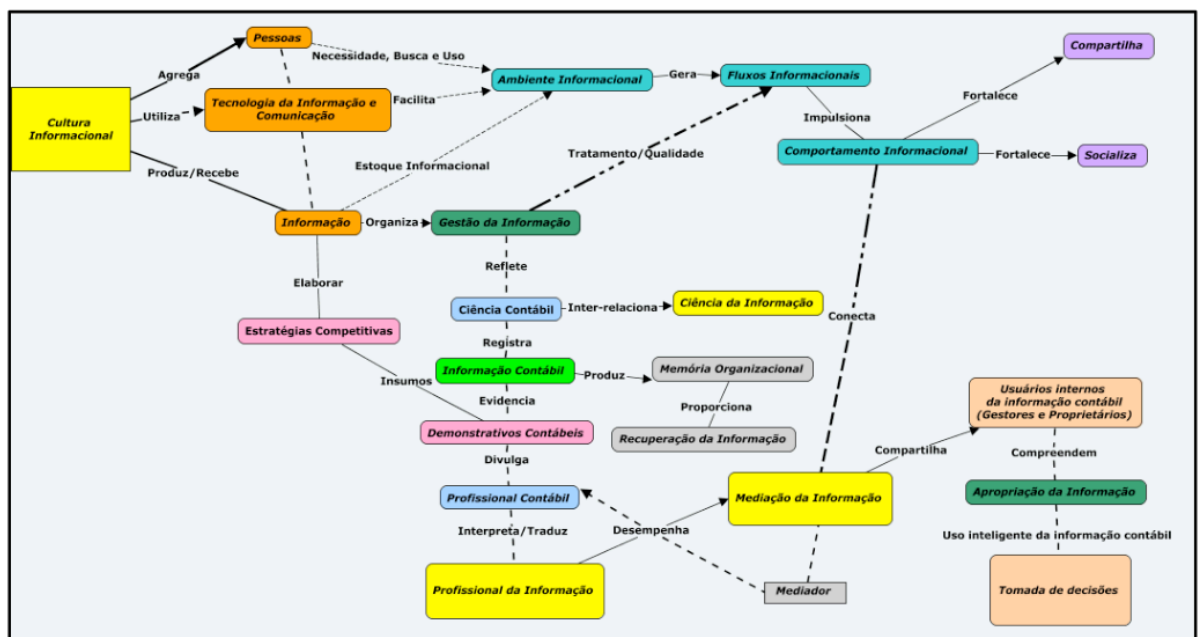 Pessoas
Compartilha
Necessidade, Busca e Uso
Agrega
Ambiente Informacional
Gera
Fluxos Informacionais
Tecnologia da Informação e
Comunicação
Facilita
Fortalece
Cultura
Informacional
Utiliza
Impulsiona
Tratamento/Qualidade
Comportamento Informacional
Fortalece
Socializa
Estoque Informacional
Produz/Recebe
Informação
Organiza
Gestão da Informação
Reflete
Elaborar
Ciência Contábil
Inter-relaciona
Ciência da Informação
Conecta
Estratégias Competitivas
Registra
Informação Contábil
Produz
Memória Organizacional
Insumos
Evidencia
Proporciona
Usuários internos
da informação contábil
(Gestores e Proprietários)
Demonstrativos Contábeis
Recuperação da Informação
Compartilha
Compreendem
Divulga
Profissional Contábil
Mediação da Informação
Apropriação da Informação
Interpreta/Traduz
Desempenha
Uso inteligente da informação contábil
Profissional da Informação
Mediador
Tomada de decisões